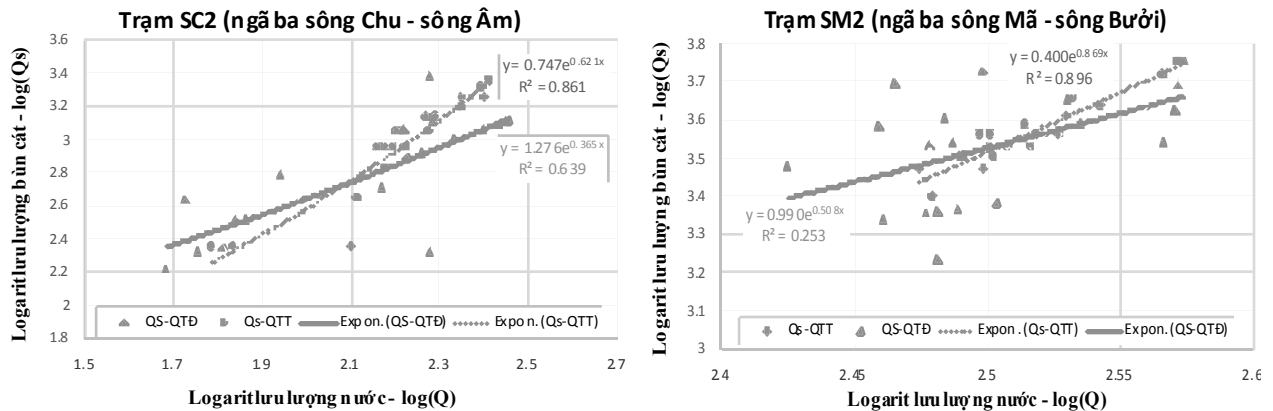 Trạm SC2 (ngã ba sông Chu - sông Âm)
Logarit lưu lượng bùn cát - log(Qs)
3.6
3.4
3.2
3
2.8
2.6
2.4
2.2
2
1.8
y = 0.747e^0.621x
R² = 0.861
y = 1.276e^0.365x
R² = 0.639
QS-QTĐ
Qs-QTT
Expon. (QS-QTĐ)
Expon. (Qs-QTT)
1.5
1.7
1.9
2.1
2.3
2.5
2.7
Logarit lưu lượng nước - log(Q)
Trạm SM2 (ngã ba sông Mã - sông Bưởi)
Logarit lưu lượng bùn cát - log(Qs)
3.8
3.7
3.6
3.5
3.4
3.3
3.2
3.1
3
y = 0.400e^0.869x
R² = 0.896
y = 0.990e^0.508x
R² = 0.253
Qs-QTT
QS-QTĐ
Expon. (Qs-QTT)
Expon. (QS-QTĐ)
2.4
2.45
2.5
2.55
2.6
Logarit lưu lượng nước - log(Q)